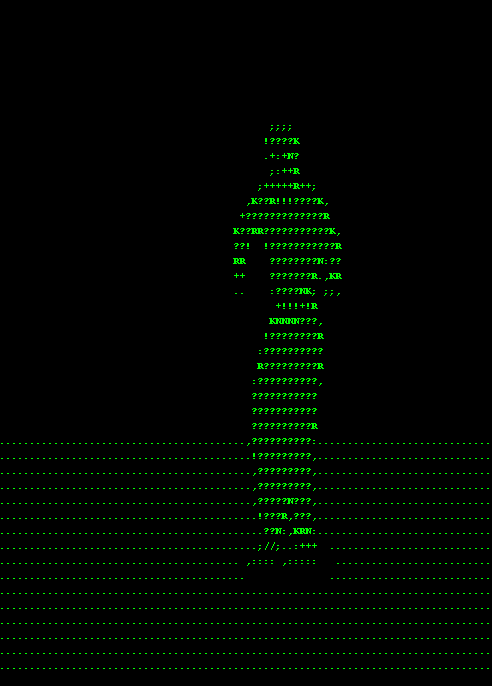 ;;;;
!????K
.+:+N?
;:++R
;+++++R++;
,K??R!!!????K,
+?????????????R
K??RR???????????K,
??!  !???????????R
RR    ????????N:??
++    ???????R.,KR
..    :????NK; ;;,
+!!!+!R
KNNNN???,
!????????R
:??????????
R?????????R
:??????????,
???????????
???????????
??????????R
.........................................,??????????:.............................
..........................................!?????????,.............................
..........................................,?????????,.............................
..........................................,?????????,.............................
..........................................,?????N???,.............................
..........................................,!???R,???,.............................
...........................................,??N:,KRN:.............................
...........................................;//; .:+++  ...........................
.........................................,:::: ,:::::  ...........................
.........................................              ...........................
..................................................................................
..................................................................................
..................................................................................
..................................................................................
..................................................................................
..................................................................................